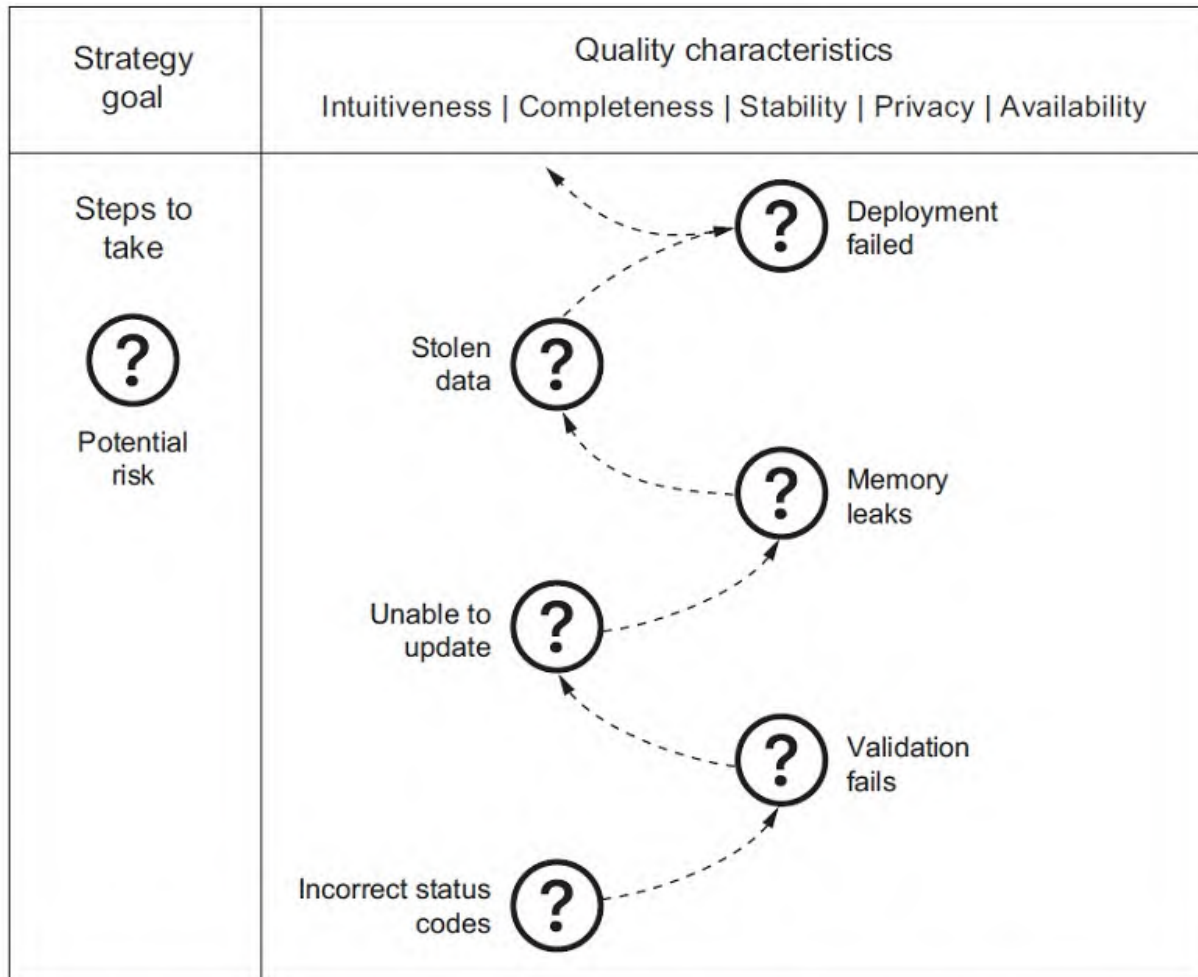 Strategy
goal
Quality characteristics
Intuitiveness | Completeness | Stability | Privacy | Availability
Steps to
take
?
Potential
risk
?
Deployment
failed
Stolen
data
?
?
Memory
leaks
Unable to
update
?
?
Validation
fails
Incorrect status
codes
?